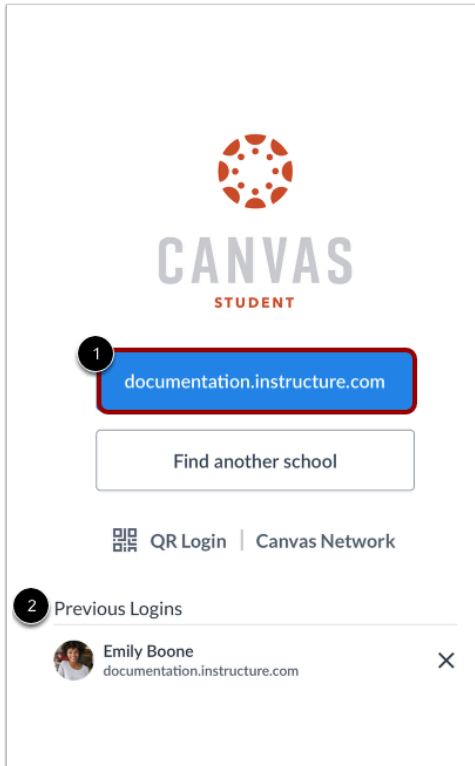 CANVAS
STUDENT
1
documentation.instructure.com
Find another school
QR Login | Canvas Network
2 Previous Logins
Emily Boone
documentation.instructure.com